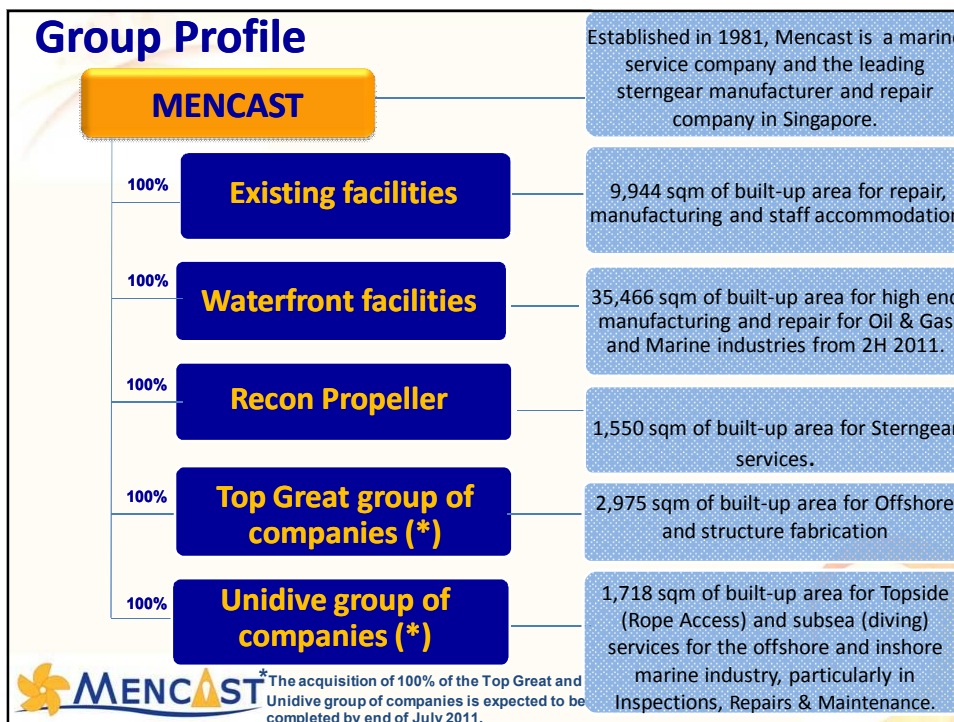 Group Profile
MENCAST
Established in 1981, Mencast is a marine
service company and the leading
sterngear manufacturer and repair
company in Singapore.
100%
Existing facilities
9,944 sqm of built-up area for repair,
manufacturing and staff accommodation
100%
Waterfront facilities
35,466 sqm of built-up area for high end
manufacturing and repair for Oil & Gas
and Marine industries from 2H 2011.
100%
Recon Propeller
1,550 sqm of built-up area for Sterngear
services.
100%
Top Great group of
companies (*)
2,975 sqm of built-up area for Offshore
and structure fabrication
100%
Unidive group of
companies (*)
1,718 sqm of built-up area for Topside
(Rope Access) and subsea (diving)
services for the offshore and inshore
marine industry, particularly in
Inspections, Repairs & Maintenance.
MENCAST
*The acquisition of 100% of the Top Great and
Unidive group of companies is expected to be
completed by end of July 2011.